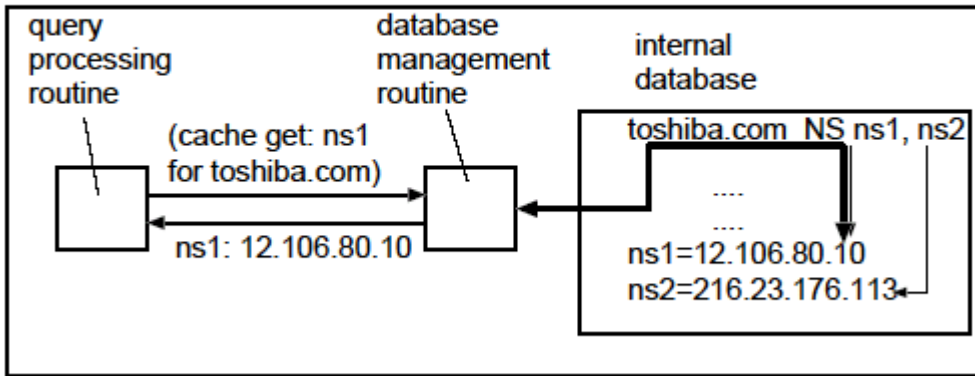 query
processing
routine
database
management
routine
internal
database
(cache get: ns1
for toshiba.com)
ns1: 12.106.80.10
toshiba.com NS ns1, ns2
....
....
ns1=12.106.80.10
ns2=216.23.176.113